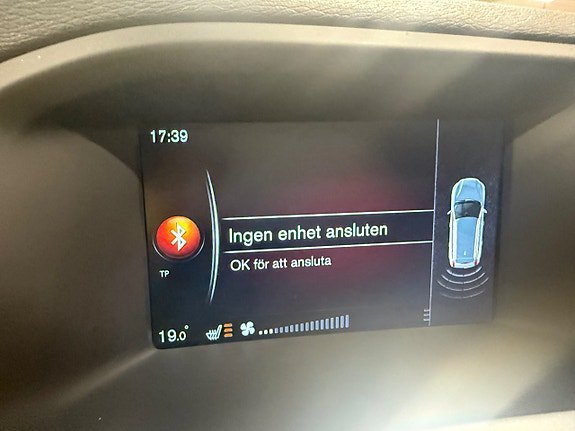 17:39
Ingen enhet ansluten
OK för att ansluta
TP
19.0°